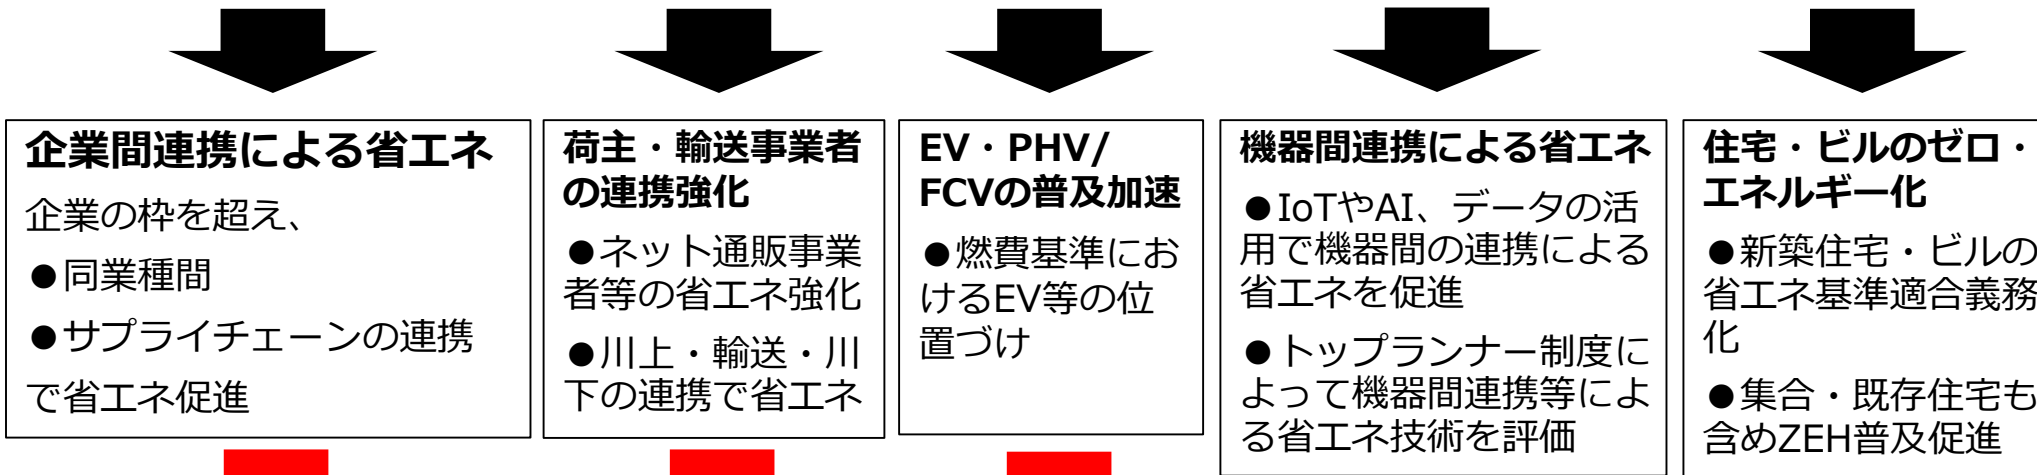 企業間連携による省エネ
企業の枠を超え、
●同業種間
●サプライチェーンの連携
で省エネ促進
荷主・輸送事業者
の連携強化
●ネット通販事業
者等の省エネ強化
●川上・輸送・川
下の連携で省エネ
EV・PHV/
FCVの普及加速
●燃費基準にお
けるEV等の位
置づけ
機器間連携による省エネ
●IoTやAI、データの活
用で機器間の連携による
省エネを促進
●トップランナー制度に
よって機器間連携等によ
る省エネ技術を評価
住宅・ビルのゼロ・
エネルギー化
●新築住宅・ビルの
省エネ基準適合義務
化
●集合・既存住宅も
含めZEH普及促進